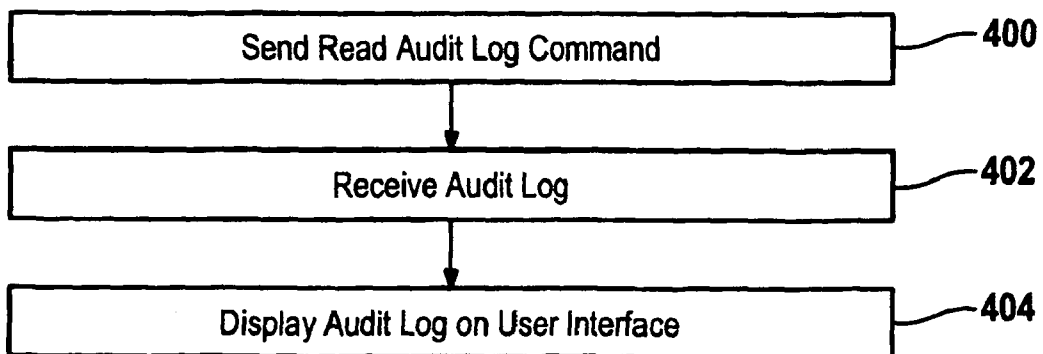 Send Read Audit Log Command
400
Receive Audit Log
402
Display Audit Log on User Interface
404